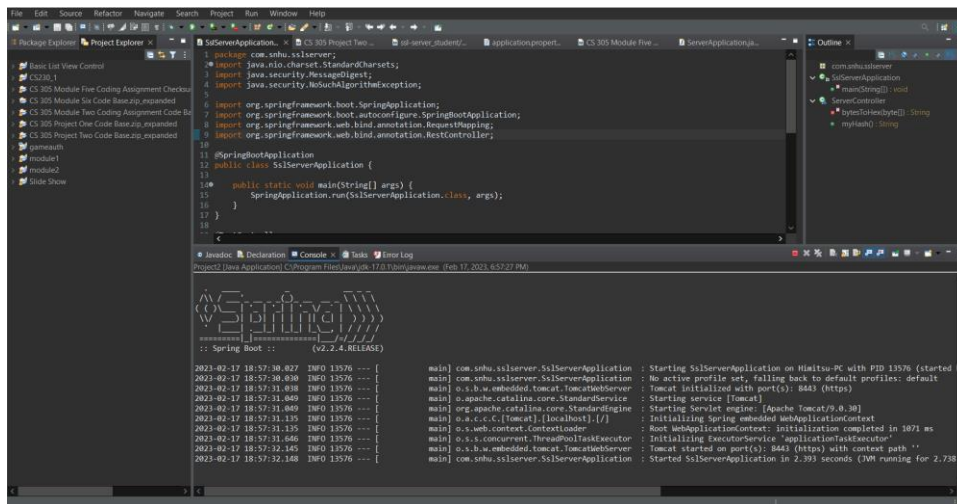 File Edit Source Refactor Navigate Search Project Run Window Help
Package Explorer Project Explorer ×
Basic List View Control
CS230_1
CS 305 Module Five Coding Assignment Checksu
CS 305 Module Six Code Base.zip_expanded
CS 305 Module Two Coding Assignment Code Ba
CS 305 Project One Code Base.zip_expanded
CS 305 Project Two Code Base.zip_expanded
gameauth
module1
module2
Slide Show
SslServerApplication... × CS 305 Project Two ... ssl-server_student/... application.propert... CS 305 Module Five ... ServerApplication.ja...
1 package com.snhu.sslserver;
2 import java.nio.charset.StandardCharsets;
3 import java.security.MessageDigest;
4 import java.security.NoSuchAlgorithmException;
5
6 import org.springframework.boot.SpringApplication;
7 import org.springframework.boot.autoconfigure.SpringBootApplication;
8 import org.springframework.web.bind.annotation.RequestMapping;
9 import org.springframework.web.bind.annotation.RestController;
10
11 @SpringBootApplication
12 public class SslServerApplication {
13
14 public static void main(String[] args) {
15 SpringApplication.run(SslServerApplication.class, args);
16 }
17 }
18
Outline ×
com.snhu.sslserver
SslServerApplication
main(String[]) : void
ServerController
bytesToHex(byte[]) : String
myHash() : String
Javadoc Declaration Console × Tasks Error Log
Project2 [Java Application] C:\Program Files\Java\jdk-17.0.1\bin\javaw.exe (Feb 17, 2023, 6:57:27 PM)
Spring
:: Spring Boot :: (v2.2.4.RELEASE)
2023-02-17 18:57:30.027 INFO 13576 --- [ main] com.snhu.sslserver.SslServerApplication : Starting SslServerApplication on Himitsu-PC with PID 13576 (started
2023-02-17 18:57:30.030 INFO 13576 --- [ main] com.snhu.sslserver.SslServerApplication : No active profile set, falling back to default profiles: default
2023-02-17 18:57:31.038 INFO 13576 --- [ main] o.s.b.w.embedded.tomcat.TomcatWebServer : Tomcat initialized with port(s): 8443 (https)
2023-02-17 18:57:31.049 INFO 13576 --- [ main] o.apache.catalina.core.StandardService : Starting service [Tomcat]
2023-02-17 18:57:31.049 INFO 13576 --- [ main] org.apache.catalina.core.StandardEngine : Starting Servlet engine: [Apache Tomcat/9.0.30]
2023-02-17 18:57:31.135 INFO 13576 --- [ main] o.a.c.c.C.[Tomcat].[localhost].[/] : Initializing Spring embedded WebApplicationContext
2023-02-17 18:57:31.135 INFO 13576 --- [ main] o.s.web.context.ContextLoader : Root WebApplicationContext: initialization completed in 1071 ms
2023-02-17 18:57:31.646 INFO 13576 --- [ main] o.s.s.concurrent.ThreadPoolTaskExecutor : Initializing ExecutorService 'applicationTaskExecutor'
2023-02-17 18:57:32.145 INFO 13576 --- [ main] o.s.b.w.embedded.tomcat.TomcatWebServer : Tomcat started on port(s): 8443 (https) with context path ''
2023-02-17 18:57:32.148 INFO 13576 --- [ main] com.snhu.sslserver.SslServerApplication : Started SslServerApplication in 2.393 seconds (JVM running for 2.738